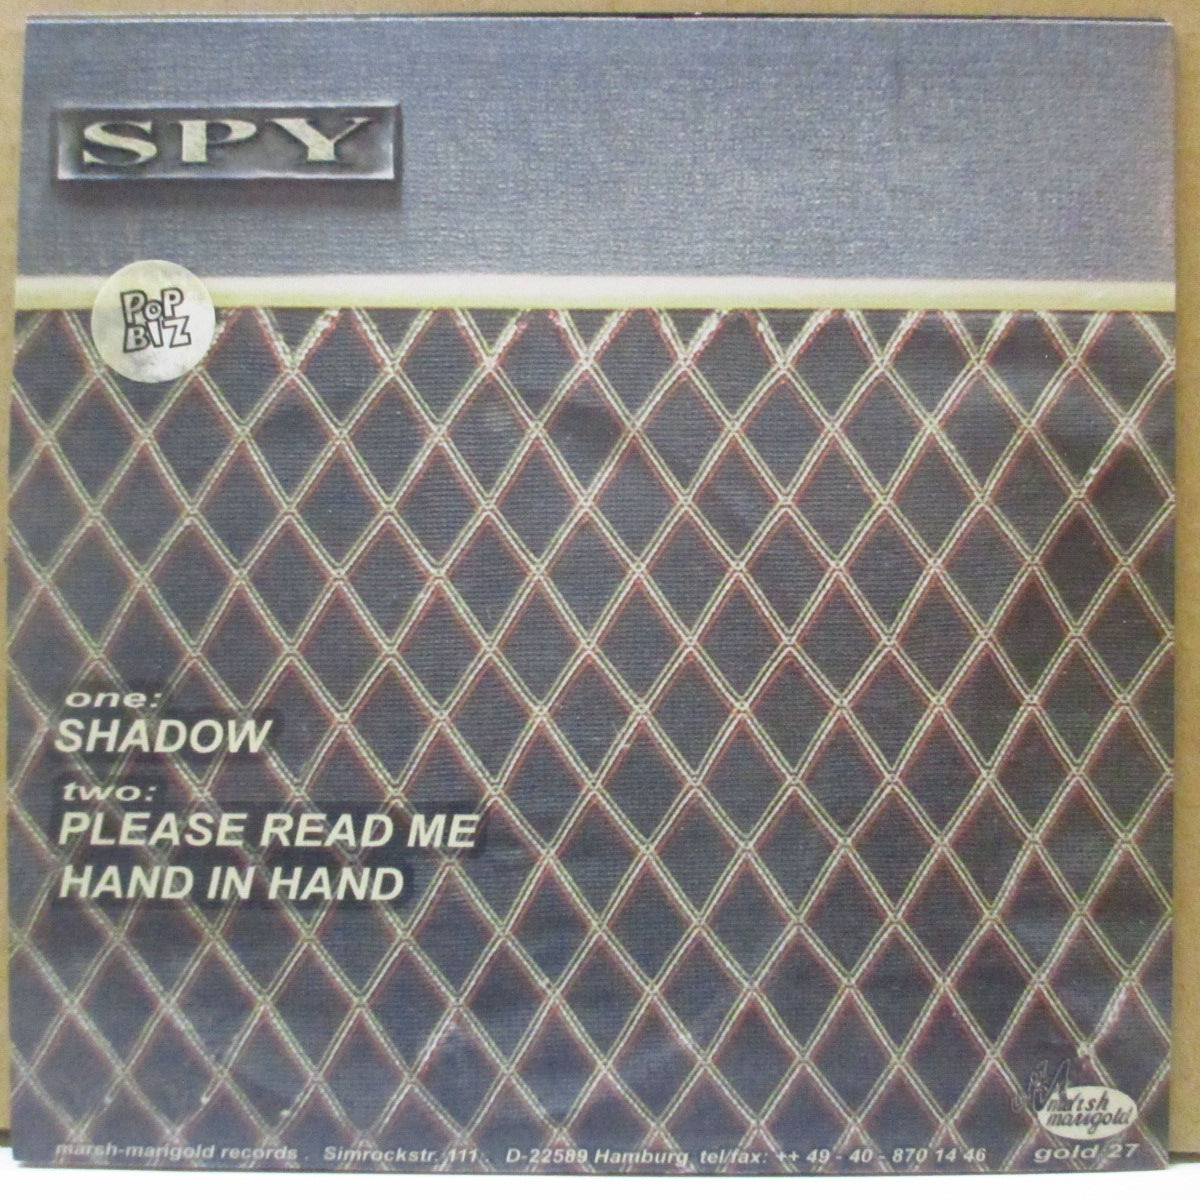 SPY
POP
BIZ
one:
SHADOW
two:
PLEASE READ ME
HAND IN HAND
marsh
marigold
marsh-marigold records . Simrockstr. 111 . D-22589 Hamburg tel/fax: ++ 49 - 40 - 870 14 46
gold 27